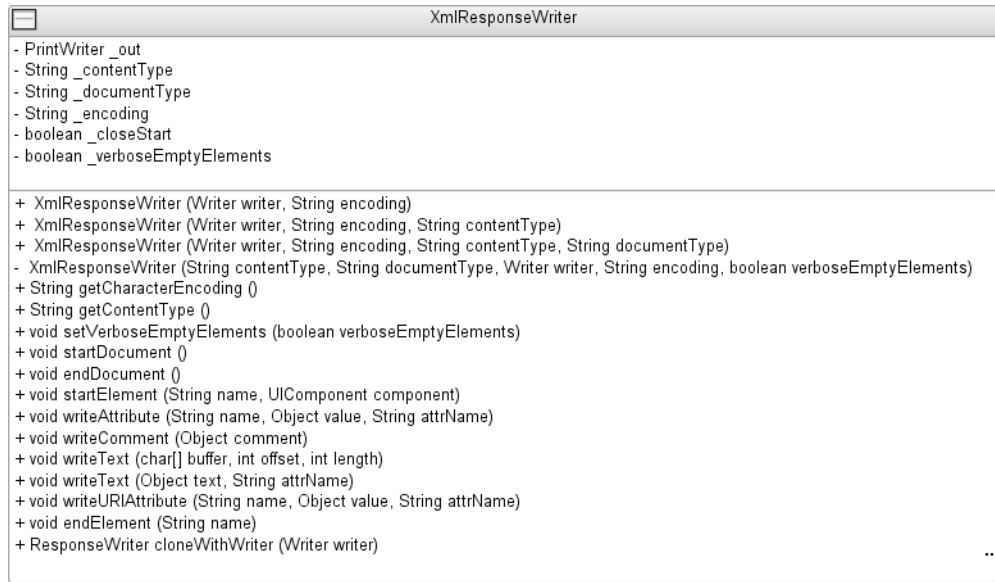 XmlResponseWriter
- PrintWriter _out
- String _contentType
- String _documentType
- String _encoding
- boolean _closeStart
- boolean _verboseEmptyElements
+ XmlResponseWriter (Writer writer, String encoding)
+ XmlResponseWriter (Writer writer, String encoding, String contentType)
+ XmlResponseWriter (Writer writer, String encoding, String contentType, String documentType)
- XmlResponseWriter (String contentType, String documentType, Writer writer, String encoding, boolean verboseEmptyElements)
+ String getCharacterEncoding ()
+ String getContentType ()
+ void setVerboseEmptyElements (boolean verboseEmptyElements)
+ void startDocument ()
+ void endDocument ()
+ void startElement (String name, UIComponent component)
+ void writeAttribute (String name, Object value, String attrName)
+ void writeComment (Object comment)
+ void writeText (char[] buffer, int offset, int length)
+ void writeText (Object text, String attrName)
+ void writeURIAttribute (String name, Object value, String attrName)
+ void endElement (String name)
+ ResponseWriter cloneWithWriter (Writer writer)
..